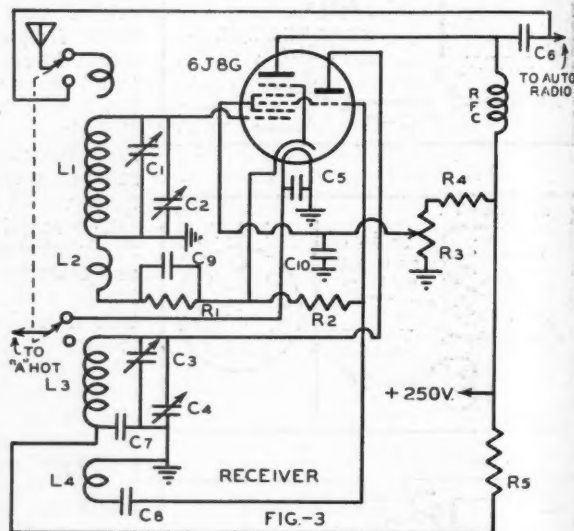 6J8G
C6
TO AUTO
RADIO
RFC
L1
C1
C5
R4
C2
R3
L2
C9
C10
R1
R2
TO
"A" HOT
C3
L3
+250V.
C4
C7
L4
RECEIVER
R5
C8
FIG.-3